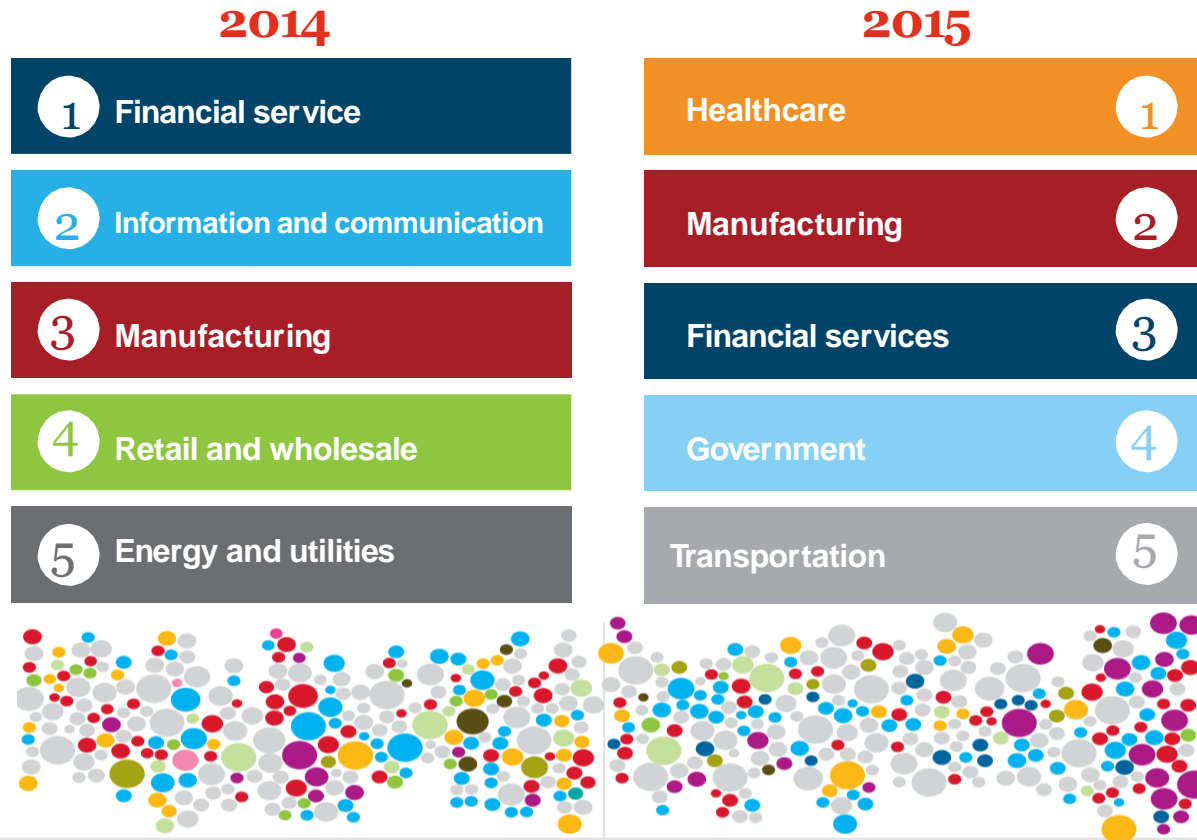 2014
1 Financial service
2 Information and communication
3 Manufacturing
4 Retail and wholesale
5 Energy and utilities
2015
Healthcare 1
Manufacturing 2
Financial services 3
Government 4
Transportation 5